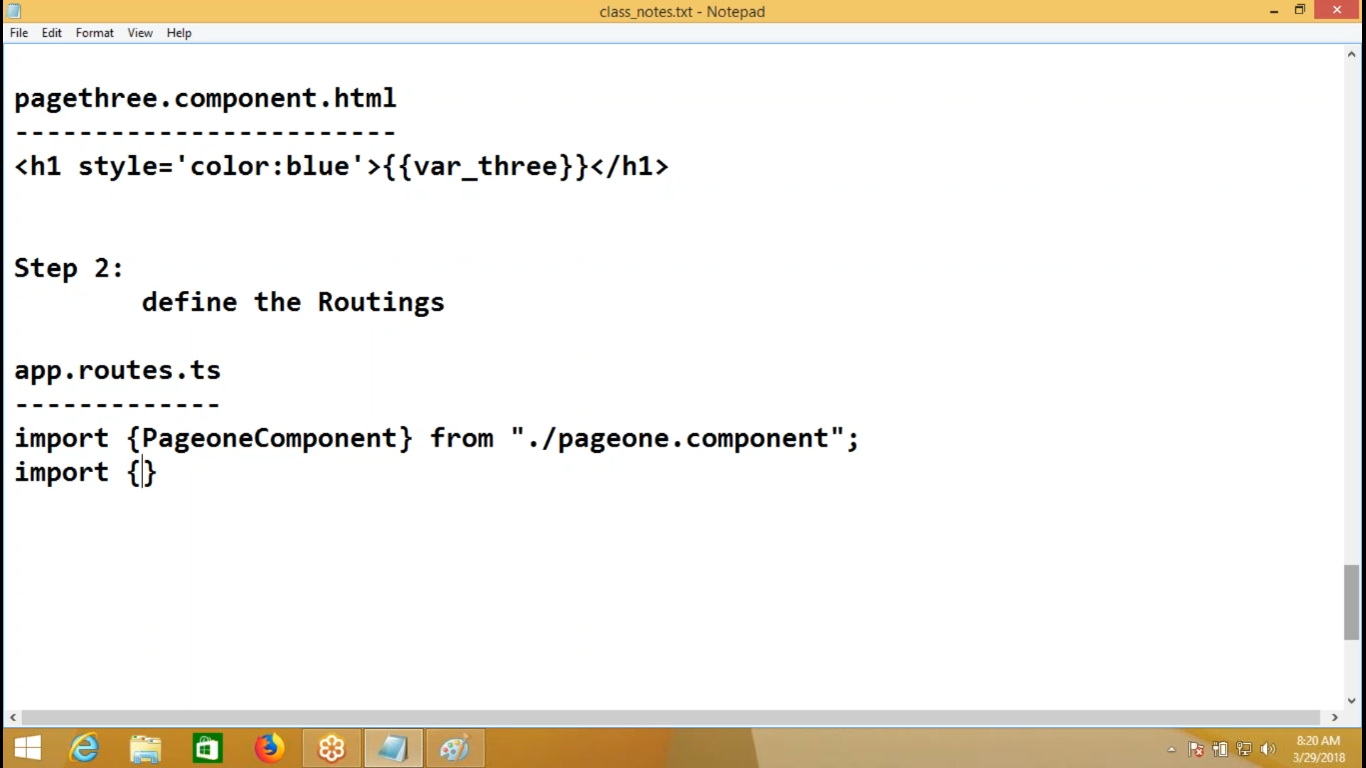 class_notes.txt - Notepad
File Edit Format View Help
pagethree.component.html
------------------------
<h1 style='color:blue'>{{var_three}}</h1>
Step 2:
define the Routings
app.routes.ts
-------------
import {PageoneComponent} from "./pageone.component";
import {}
8:20 AM
3/29/2018